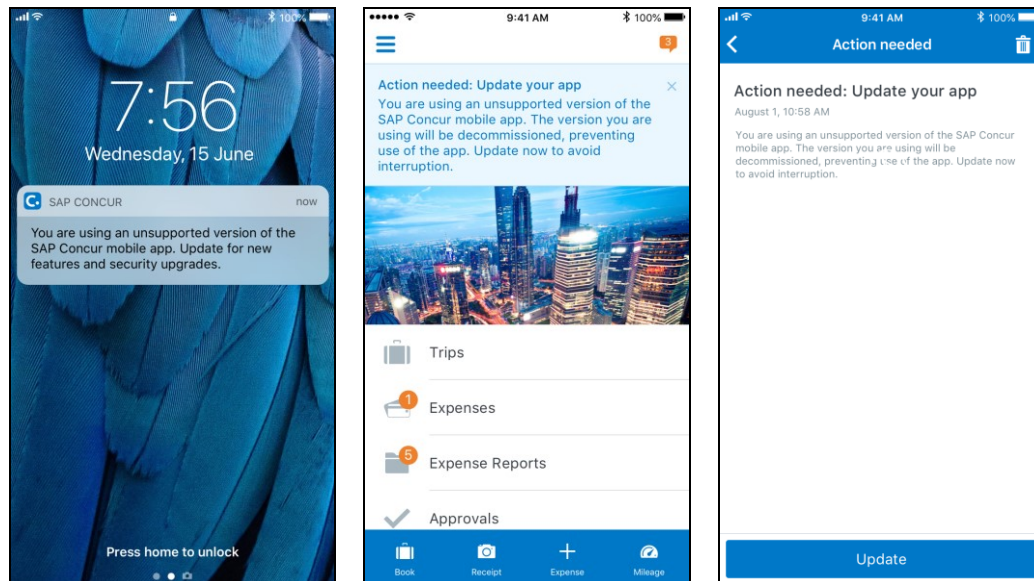 100%
7:56
Wednesday, 15 June
SAP CONCUR
now
You are using an unsupported version of the
SAP Concur mobile app. Update for new
features and security upgrades.
Press home to unlock
9:41 AM
100%
3
Action needed: Update your app
You are using an unsupported version of the
SAP Concur mobile app. The version you are
using will be decommissioned, preventing
use of the app. Update now to avoid
interruption.
Trips
1
Expenses
5
Expense Reports
Approvals
Book
Receipt
Expense
Mileage
9:41 AM
100%
Action needed
Action needed: Update your app
August 1, 10:58 AM
You are using an unsupported version of the SAP Concur
mobile app. The version you are using will be
decommissioned, preventing use of the app. Update now
to avoid interruption.
Update